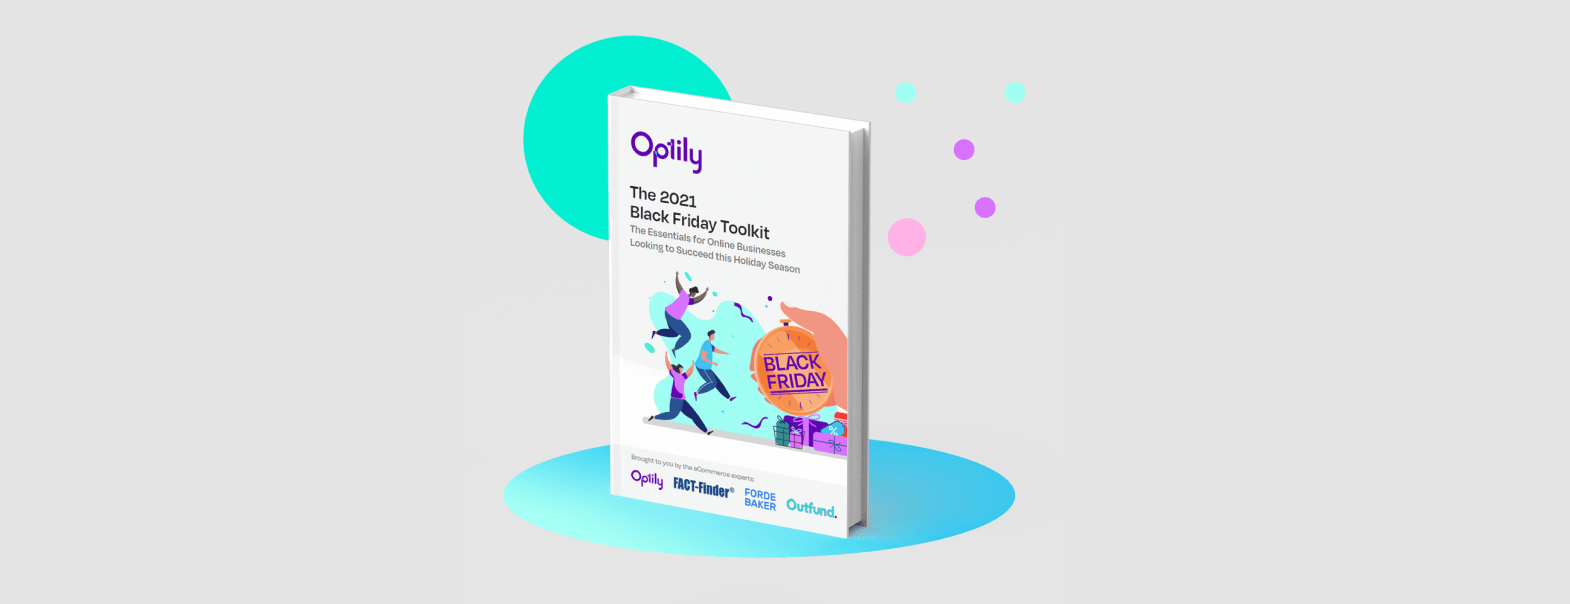 Optily
The 2021
Black Friday Toolkit
The Essentials for Online Businesses
Looking to Succeed this Holiday Season
BLACK
FRIDAY
%
Brought to you by the eCommerce experts:
Optily FACT-Finder® FORDE BAKER Outfund.